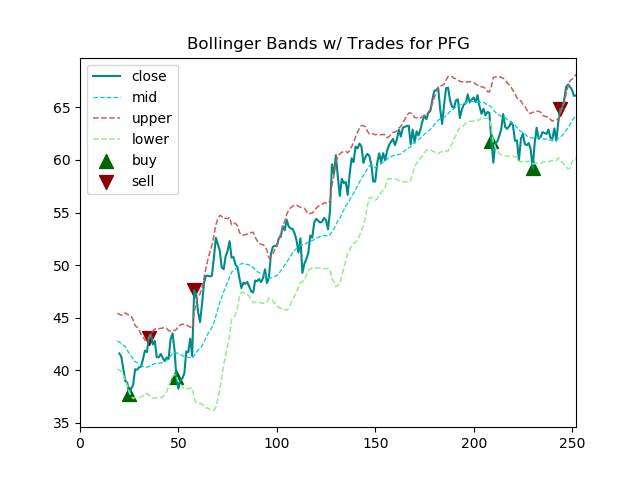 Bollinger Bands w/ Trades for PFG
close
mid
upper
lower
buy
sell
65
60
55
50
45
40
35
0 50 100 150 200 250